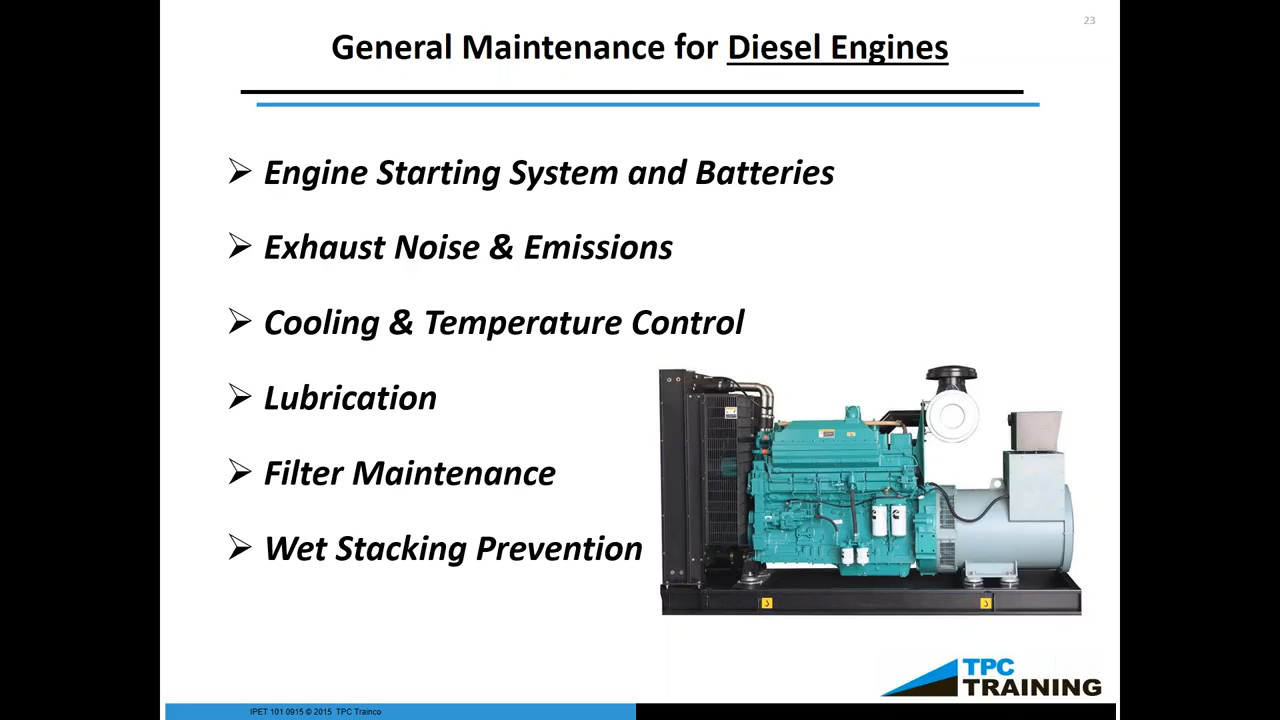 23
General Maintenance for Diesel Engines
Engine Starting System and Batteries
Exhaust Noise & Emissions
Cooling & Temperature Control
Lubrication
Filter Maintenance
Wet Stacking Prevention
TPC
TRAINING
IPET 101 0915 © 2015 TPC Trainco